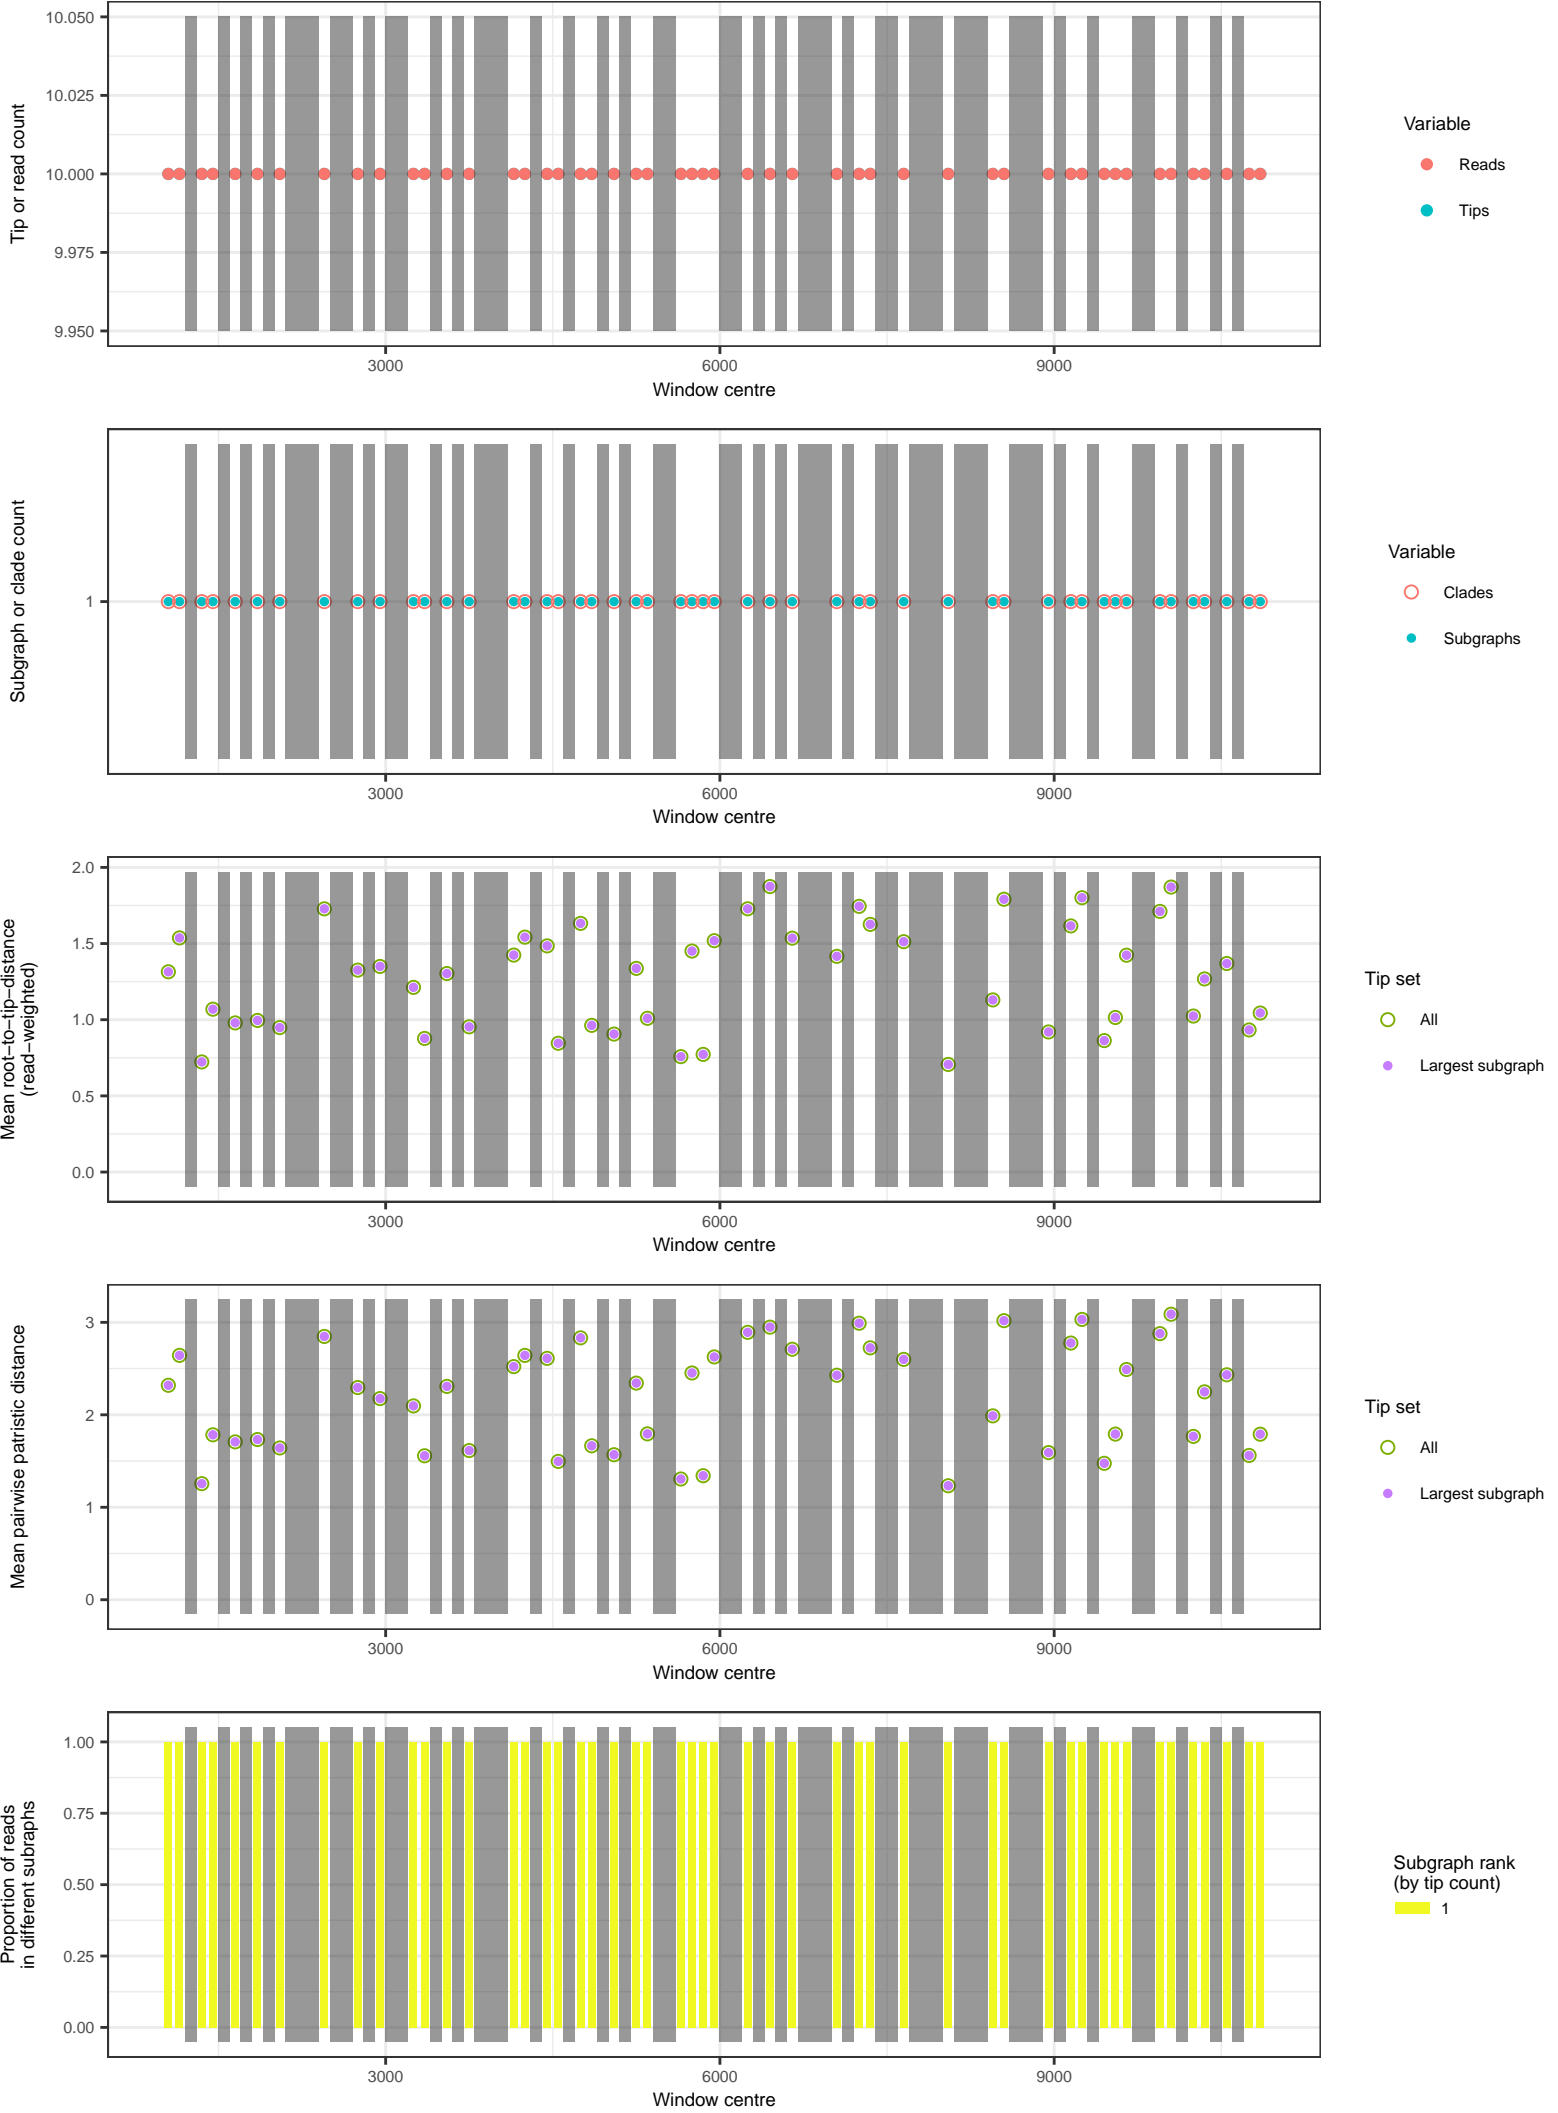 10.050
10.025
10.000
9.975
9.950
Tip or read count
3000
6000
9000
Window centre
Variable
Reads
Tips
1
Subgraph or clade count
3000
6000
9000
Window centre
Variable
Clades
Subgraphs
2.0
1.5
1.0
0.5
0.0
Mean root−to−tip−distance
(read−weighted)
3000
6000
9000
Window centre
Tip set
All
Largest subgraph
3
2
1
0
Mean pairwise patristic distance
3000
6000
9000
Window centre
Tip set
All
Largest subgraph
1.00
0.75
0.50
0.25
0.00
Proportion of reads
in different subraphs
3000
6000
9000
Window centre
Subgraph rank
(by tip count)
1